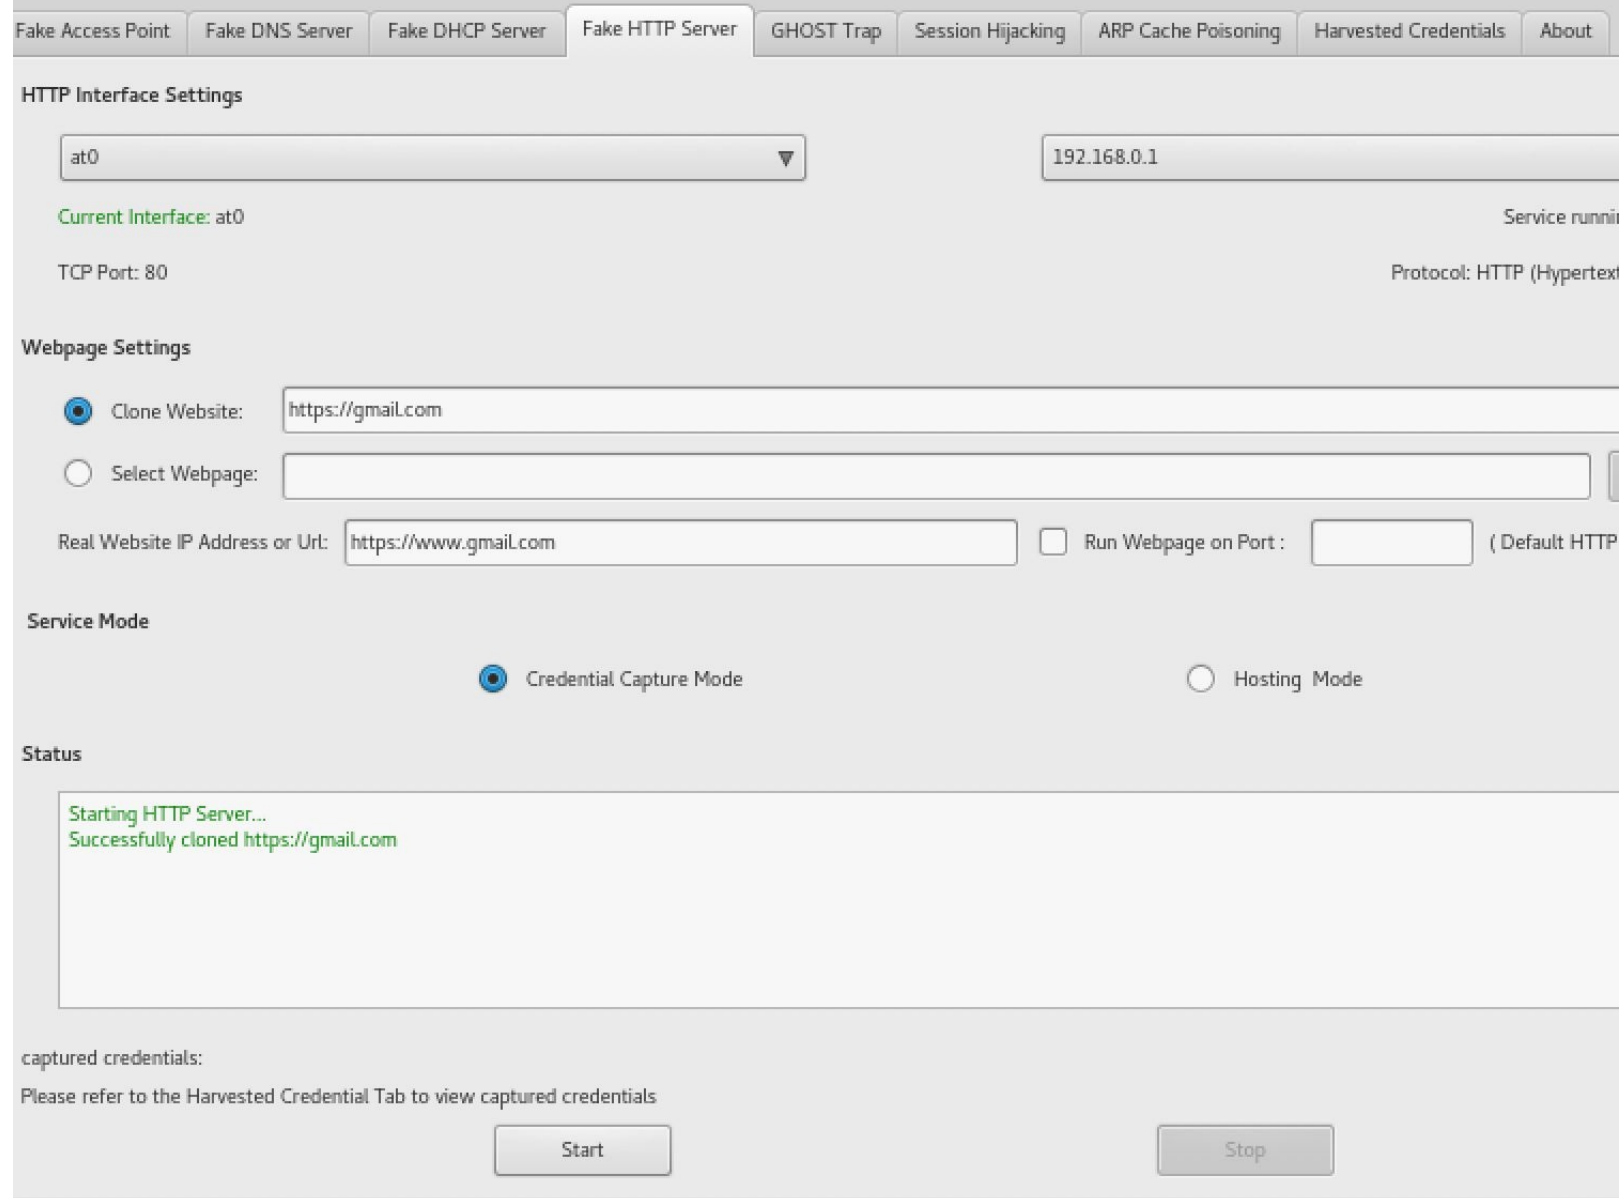 Fake Access Point Fake DNS Server Fake DHCP Server Fake HTTP Server GHOST Trap Session Hijacking ARP Cache Poisoning Harvested Credentials About
HTTP Interface Settings
at0 192.168.0.1
Current Interface: at0 Service
TCP Port: 80 Protocol: HTTP
Webpage Settings
Clone Website: https://gmail.com
Select Webpage:
Real Website IP Address or Url: https://www.gmail.com Run Webpage on Port : ( Default HTTP
Service Mode
Credential Capture Mode Hosting Mode
Status
Starting HTTP Server...
Successfully cloned https://gmail.com
captured credentials:
Please refer to the Harvested Credential Tab to view captured credentials
Start Stop